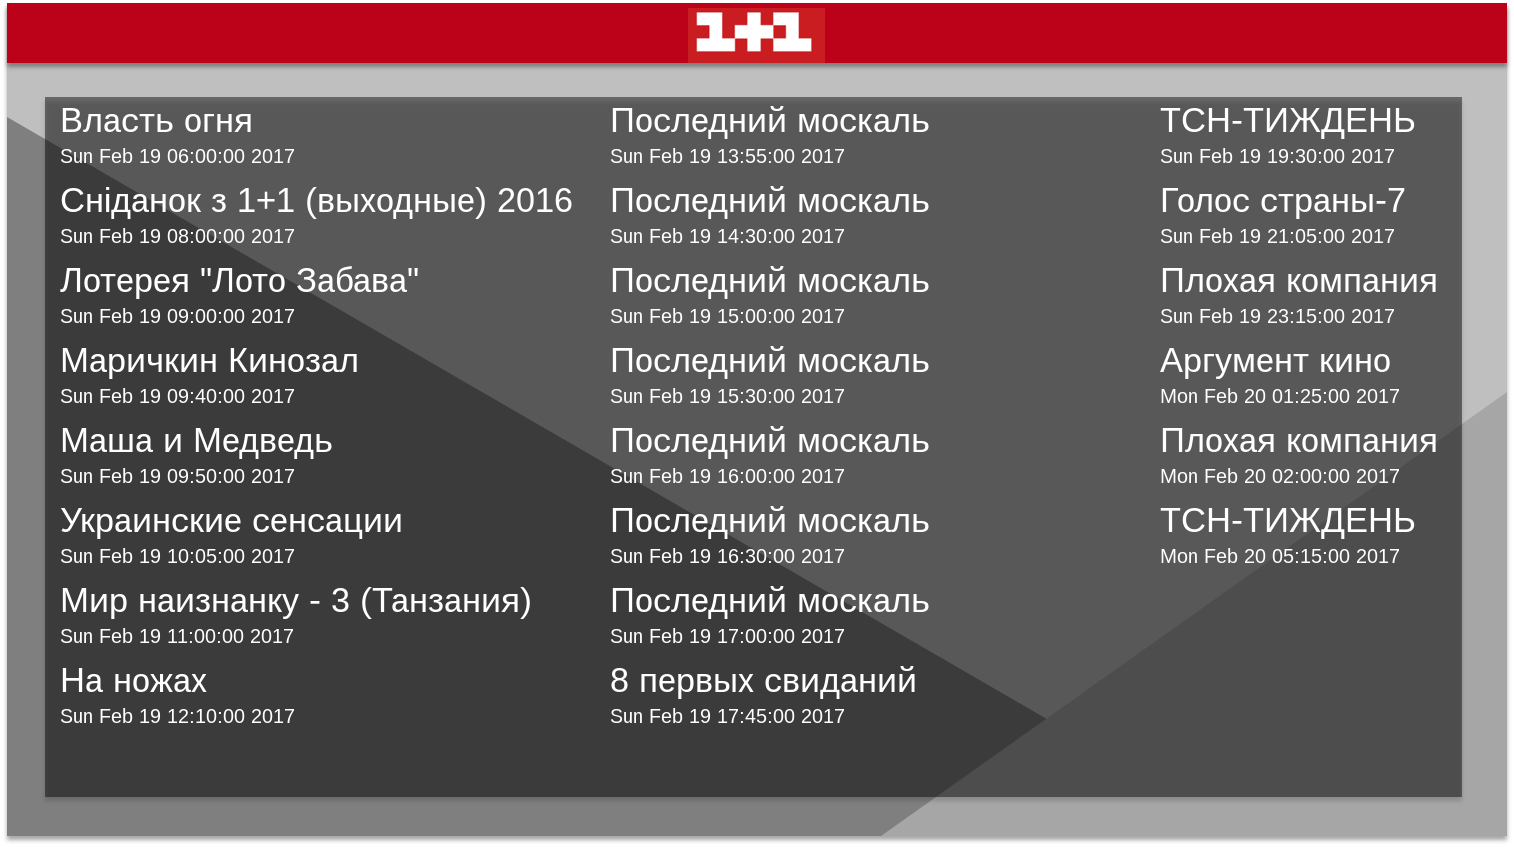 1+1
Власть огня
Sun Feb 19 06:00:00 2017
Сніданок з 1+1 (выходные) 2016
Sun Feb 19 08:00:00 2017
Лотерея "Лото Забава"
Sun Feb 19 09:00:00 2017
Маричкин Кинозал
Sun Feb 19 09:40:00 2017
Маша и Медведь
Sun Feb 19 09:50:00 2017
Украинские сенсации
Sun Feb 19 10:05:00 2017
Мир наизнанку - 3 (Танзания)
Sun Feb 19 11:00:00 2017
На ножах
Sun Feb 19 12:10:00 2017
Последний москаль
Sun Feb 19 13:55:00 2017
Последний москаль
Sun Feb 19 14:30:00 2017
Последний москаль
Sun Feb 19 15:00:00 2017
Последний москаль
Sun Feb 19 15:30:00 2017
Последний москаль
Sun Feb 19 16:00:00 2017
Последний москаль
Sun Feb 19 16:30:00 2017
Последний москаль
Sun Feb 19 17:00:00 2017
8 первых свиданий
Sun Feb 19 17:45:00 2017
ТСН-ТИЖДЕНЬ
Sun Feb 19 19:30:00 2017
Голос страны-7
Sun Feb 19 21:05:00 2017
Плохая компания
Sun Feb 19 23:15:00 2017
Аргумент кино
Mon Feb 20 01:25:00 2017
Плохая компания
Mon Feb 20 02:00:00 2017
ТСН-ТИЖДЕНЬ
Mon Feb 20 05:15:00 2017